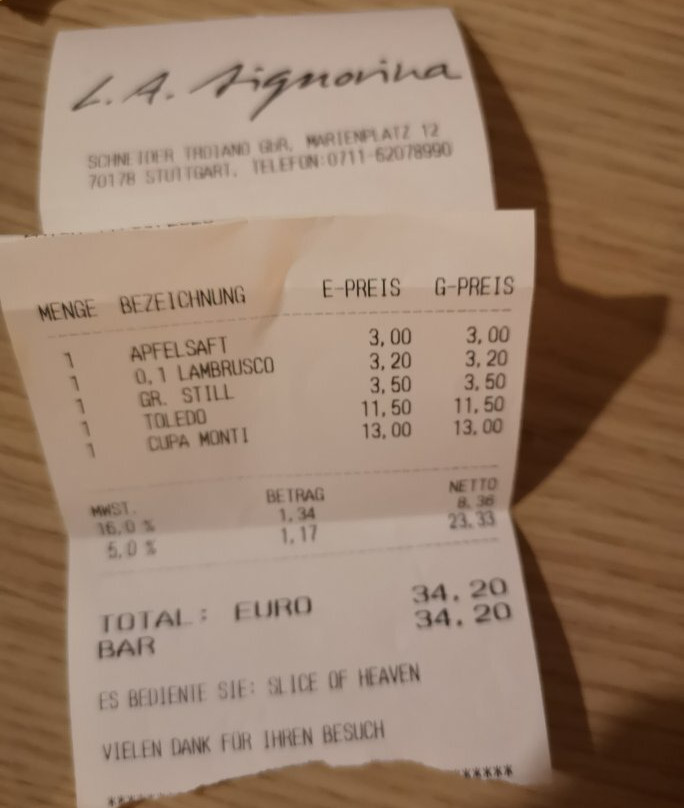 L.A. Signorina
SCHNEIDER TROIANO GbR, MARIENPLATZ 12
70178 STUTTGART, TELEFON:0711-62078990
MENGE BEZEICHNUNG E-PREIS G-PREIS
1 APFELSAFT 3,00 3,00
1 0,1 LAMBRUSCO 3,20 3,20
1 GR. STILL 3,50 3,50
1 TOLEDO 11,50 11,50
1 CUPA MONTI 13,00 13,00
MWST. BETRAG NETTO
16,0 % 1,34 8,36
5,0 % 1,17 23,33
TOTAL: EURO 34,20
BAR 34,20
ES BEDIENTE SIE: SLICE OF HEAVEN
VIELEN DANK FÜR IHREN BESUCH